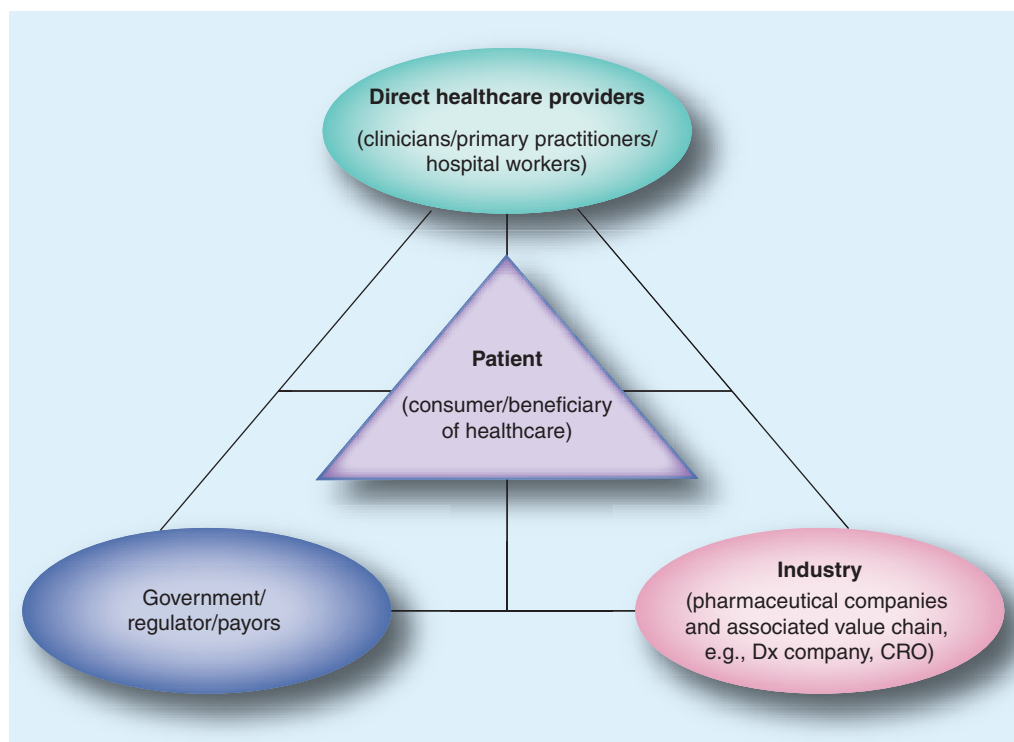 Direct healthcare providers
(clinicians/primary practitioners/
hospital workers)
Patient
(consumer/beneficiary
of healthcare)
Government/
regulator/payors
Industry
(pharmaceutical companies
and associated value chain,
e.g., Dx company, CRO)